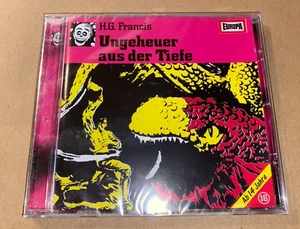 H.G. Francis
EUROPA
Ungeheuer
aus der Tiefe
Ab 14 Jahre
16